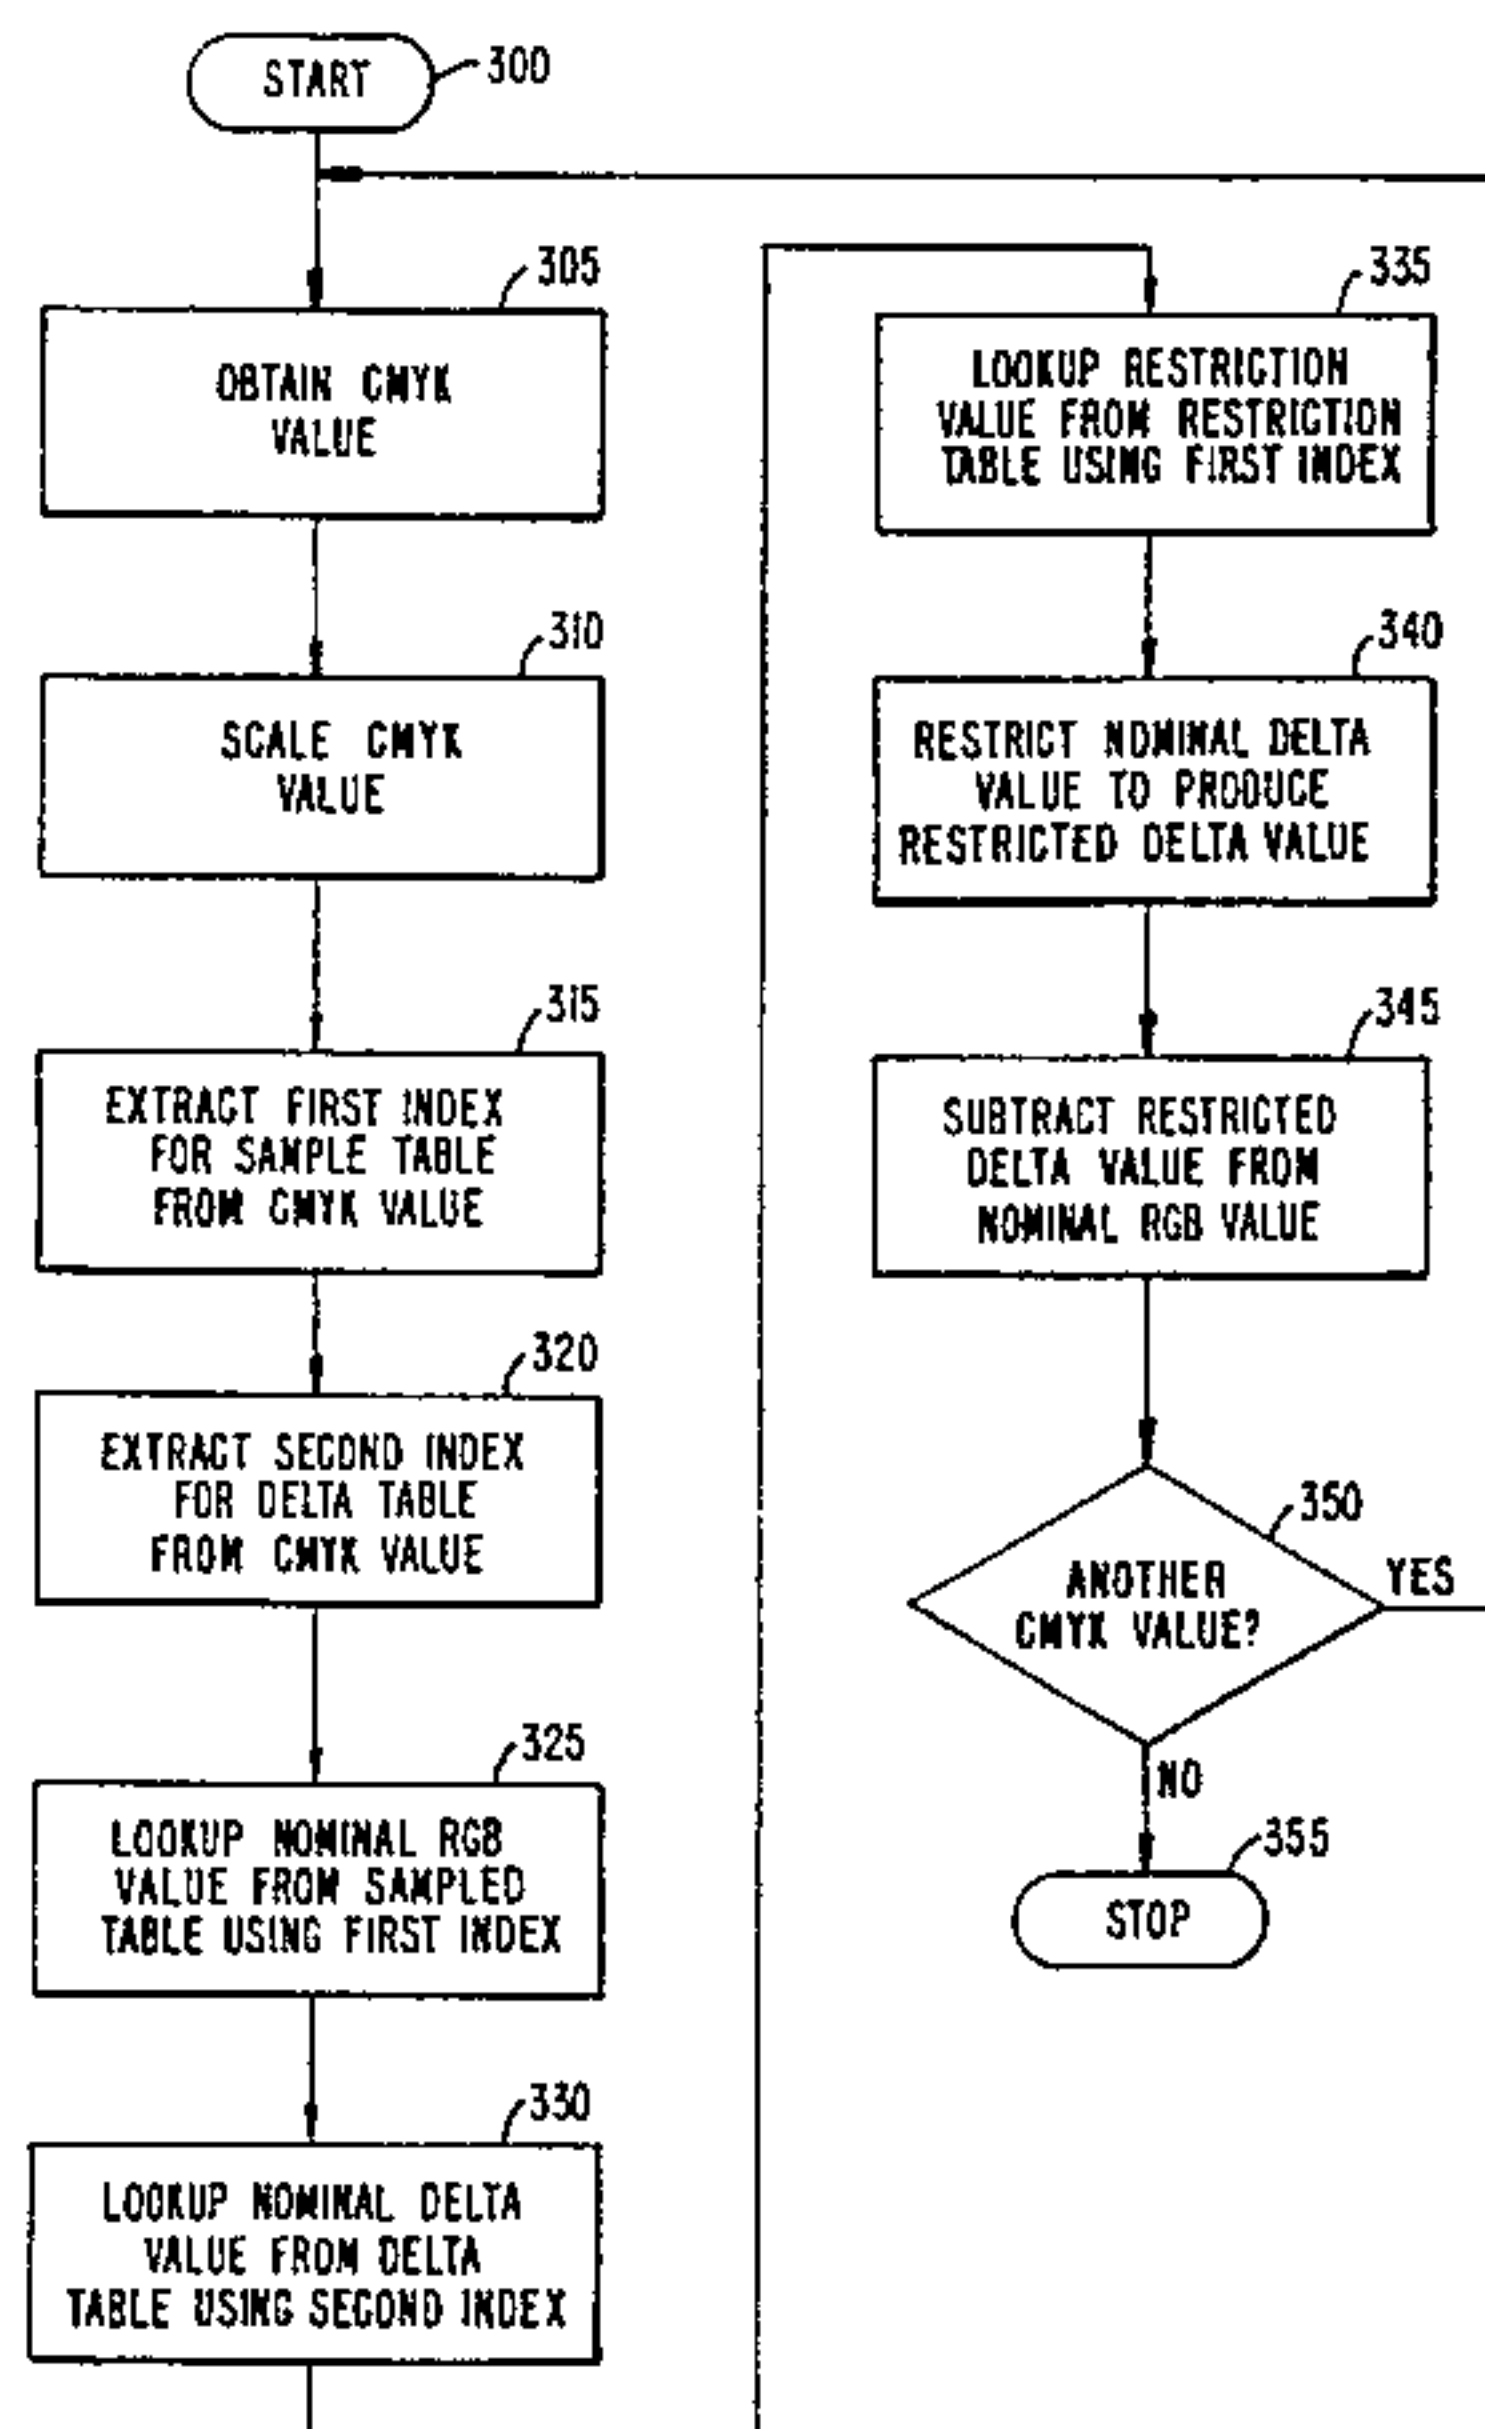 START
300
305
OBTAIN CMYK
VALUE
310
SCALE CMYK
VALUE
315
EXTRACT FIRST INDEX
FOR SAMPLE TABLE
FROM CMYK VALUE
320
EXTRACT SECOND INDEX
FOR DELTA TABLE
FROM CMYK VALUE
325
LOOKUP NOMINAL RGB
VALUE FROM SAMPLED
TABLE USING FIRST INDEX
330
LOOKUP NOMINAL DELTA
VALUE FROM DELTA
TABLE USING SECOND INDEX
335
LOOKUP RESTRICTION
VALUE FROM RESTRICTION
TABLE USING FIRST INDEX
340
RESTRICT NOMINAL DELTA
VALUE TO PRODUCE
RESTRICTED DELTA VALUE
345
SUBTRACT RESTRICTED
DELTA VALUE FROM
NOMINAL RGB VALUE
350
ANOTHER
CMYK VALUE?
YES
NO
355
STOP